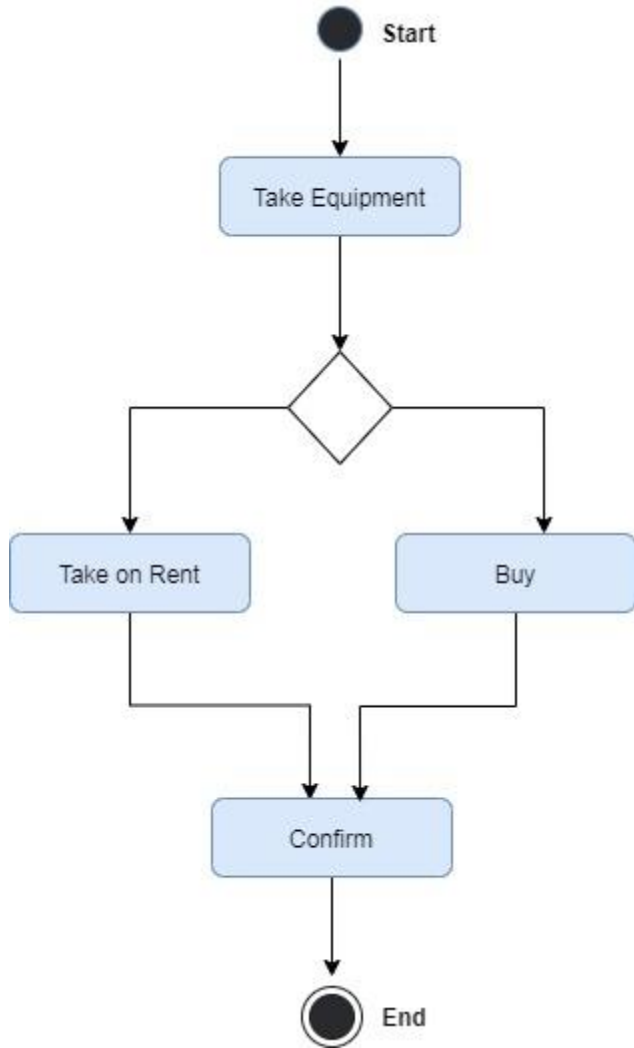 Start
Take Equipment
Take on Rent
Buy
Confirm
End